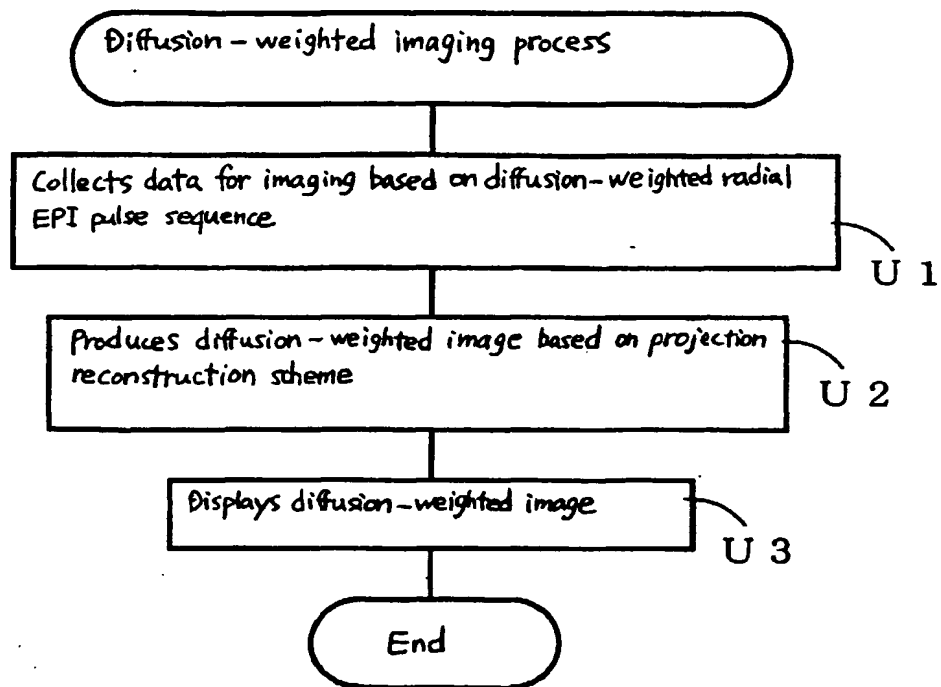 Diffusion-weighted imaging process
Collects data for imaging based on diffusion-weighted radial
EPI pulse sequence
U 1
Produces diffusion-weighted image based on projection
reconstruction scheme
U 2
Displays diffusion-weighted image
U 3
End